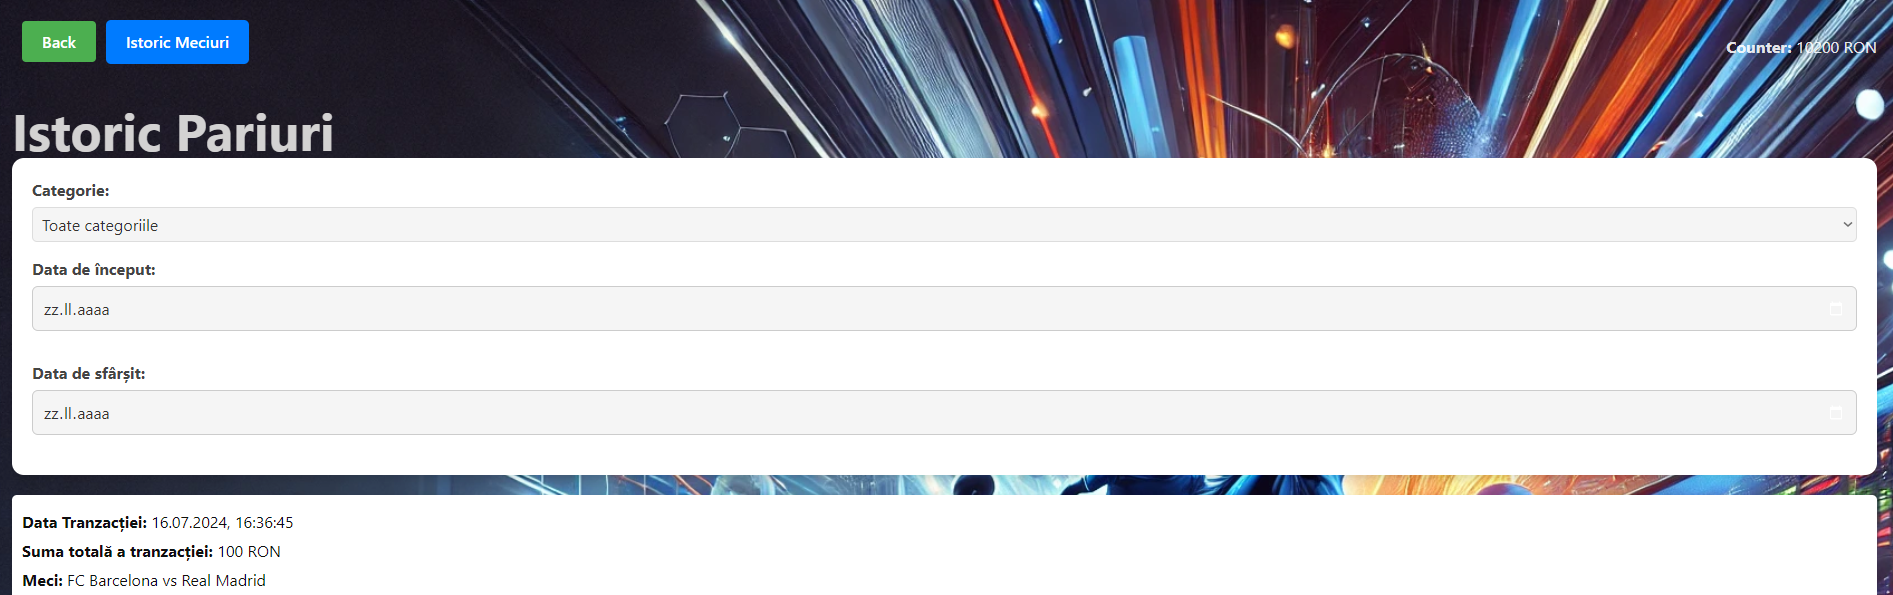 Back
Istoric Meciuri
Counter: 10200 RON
Istoric Pariuri
Categorie:
Toate categoriile
Data de început:
zz.ll.aaaa
Data de sfârșit:
zz.ll.aaaa
Data Tranzacției: 16.07.2024, 16:36:45
Suma totală a tranzacției: 100 RON
Meci: FC Barcelona vs Real Madrid